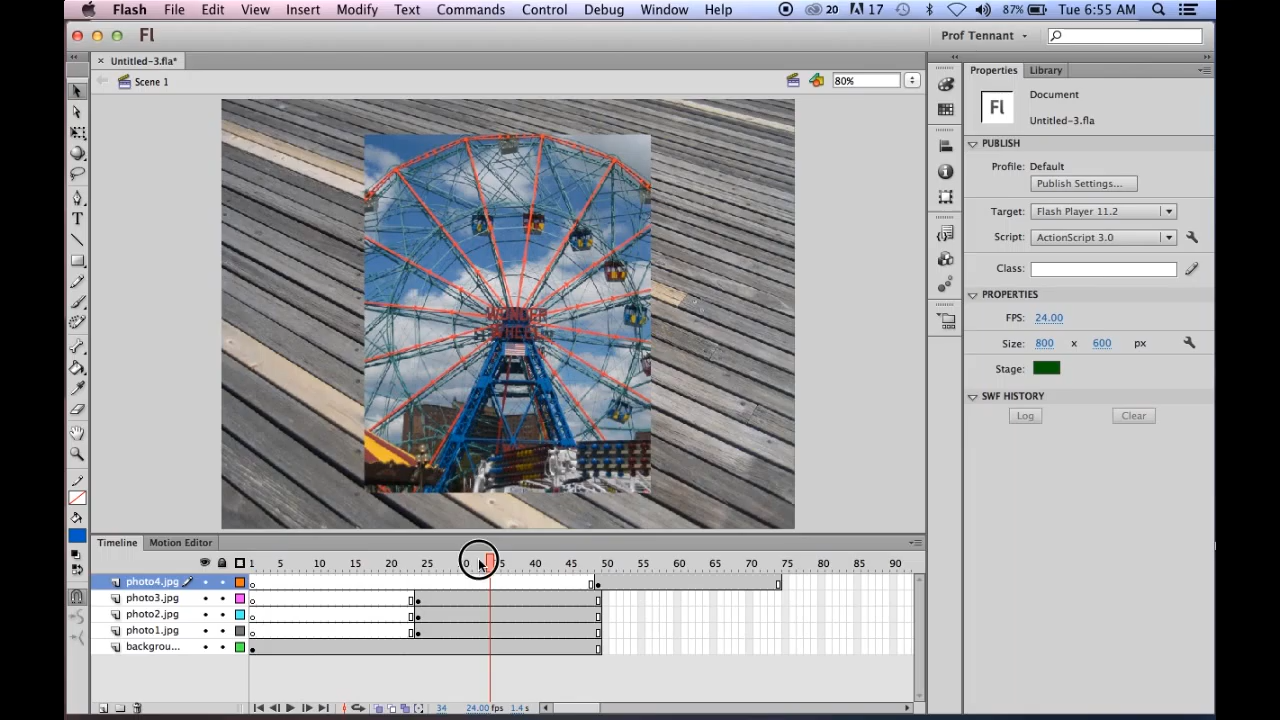 Flash File Edit View Insert Modify Text Commands Control Debug Window Help 20 17 87% Tue 6:55 AM
Fl Prof Tennant
Untitled-3.fla* Properties Library
Scene 1 80%
Document
Fl
Untitled-3.fla
PUBLISH
Profile: Default
Publish Settings...
Target: Flash Player 11.2
Script: ActionScript 3.0
Class:
PROPERTIES
FPS: 24.00
WONDER
WHEEL
Size: 800 x 600 px
Stage:
SWF HISTORY
Log Clear
Timeline Motion Editor
1 5 10 15 20 25 30 35 40 45 50 55 60 65 70 75 80 85 90
photo4.jpg
photo3.jpg
photo2.jpg
photo1.jpg
backgrou...
34 24.00 fps 1.4 s